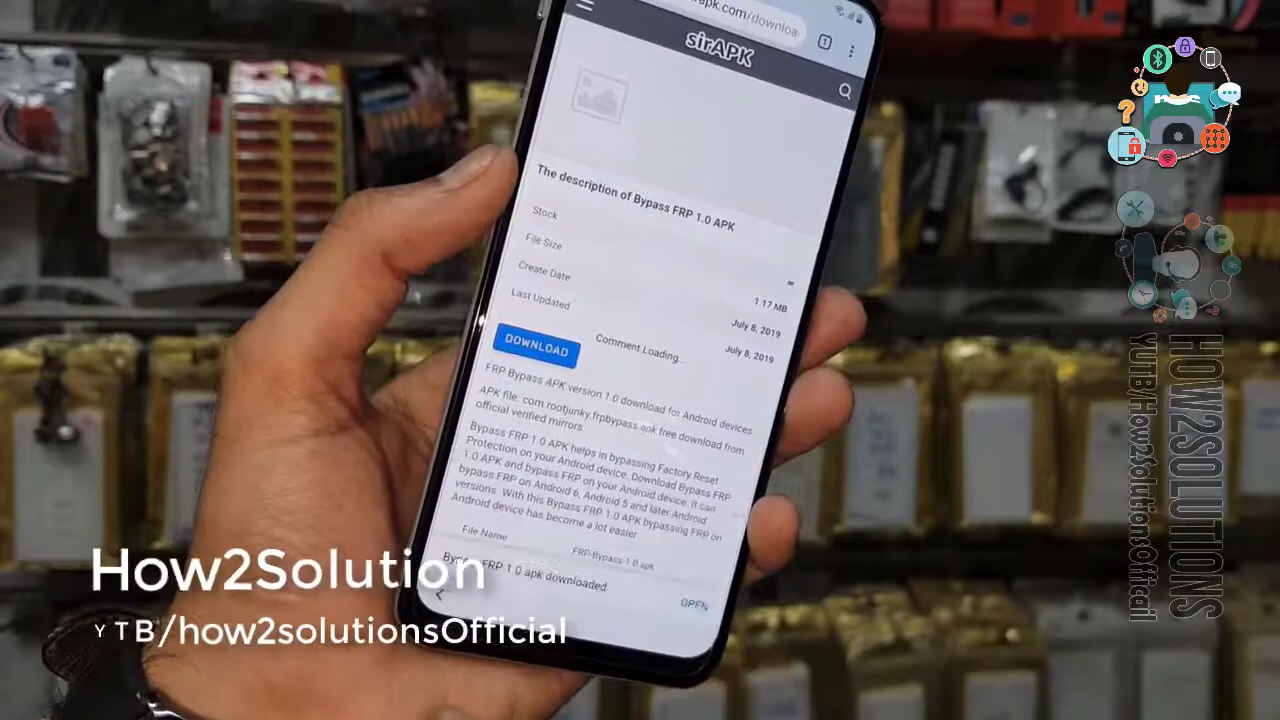 apk.com/downloa
sirAPK
The description of Bypass FRP 1.0 APK
Stock
File Size
1.17 MB
Create Date
July 8, 2019
Last Updated
July 8, 2019
DOWNLOAD
Comment Loading..
FRP Bypass APK version 1.0 download for Android devices
APK file: com.rootjunky.frpbypass.apk free download from
official verified mirrors.
Bypass FRP 1.0 APK helps in bypassing Factory Reset
Protection on your Android device. Download Bypass FRP
1.0 APK and bypass FRP on your Android device. It can
bypass FRP on Android 6, Android 5 and later Android
versions. With this Bypass FRP 1.0 APK bypassing FRP on
Android device has become a lot easier
File Name
FRP-Bypass-1.0.apk
Bypass FRP 1.0.apk downloaded
OPEN
How2Solution
YTB/how2solutionsOfficial
HOW2SOLUTIONS
YUTB/How2SolutionsOfficail